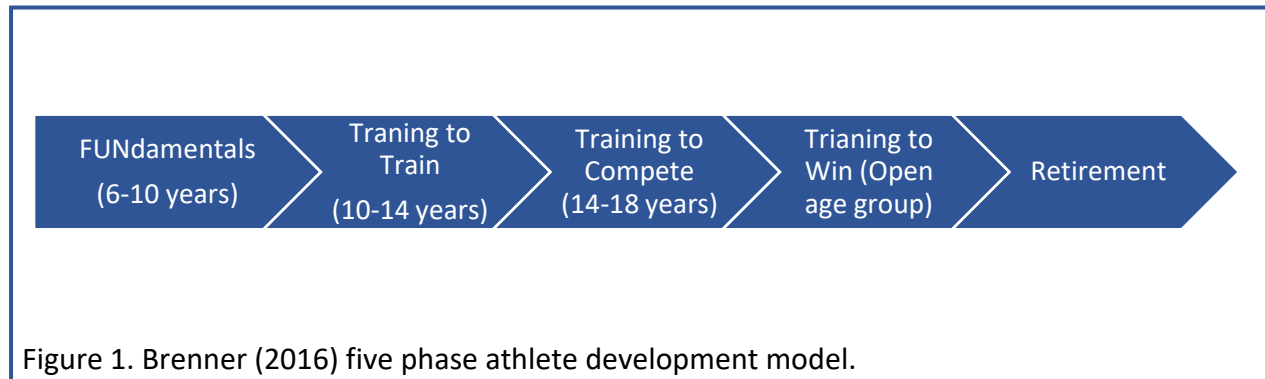 FUNdamentals
(6-10 years)
Traning to
Train
(10-14 years)
Training to
Compete
(14-18 years)
Trianing to
Win (Open
age group)
Retirement
Figure 1. Brenner (2016) five phase athlete development model.